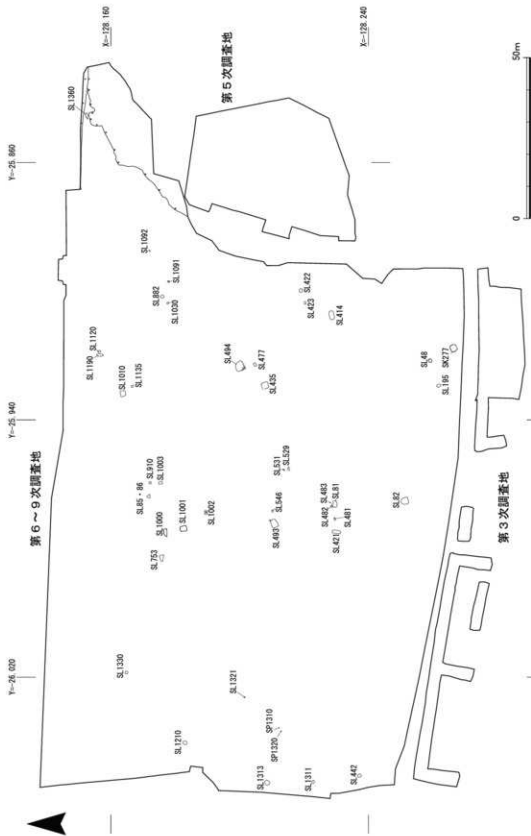 Y=-26.020
Y=-25.940
Y=-25.860
X=-128.160
X=-128.240
第6～9次調査地
第5次調査地
第3次調査地
SL1360
SL1092
SL1091
SL882
SL1030
SL1120
SL1190
SL1010
SL1135
SL910
SL85・86
SL1003
SL1000
SL1001
SL753
SL1002
SL1330
SL1210
SL1321
SP1310
SP1320
SL1313
SL1311
SL442
SL494
SL477
SL435
SL422
SL423
SL414
SL531
SL529
SL546
SL493
SL483
SL482
SL81
SL481
SL421
SL82
SL48
SL195
SK277
0
50m